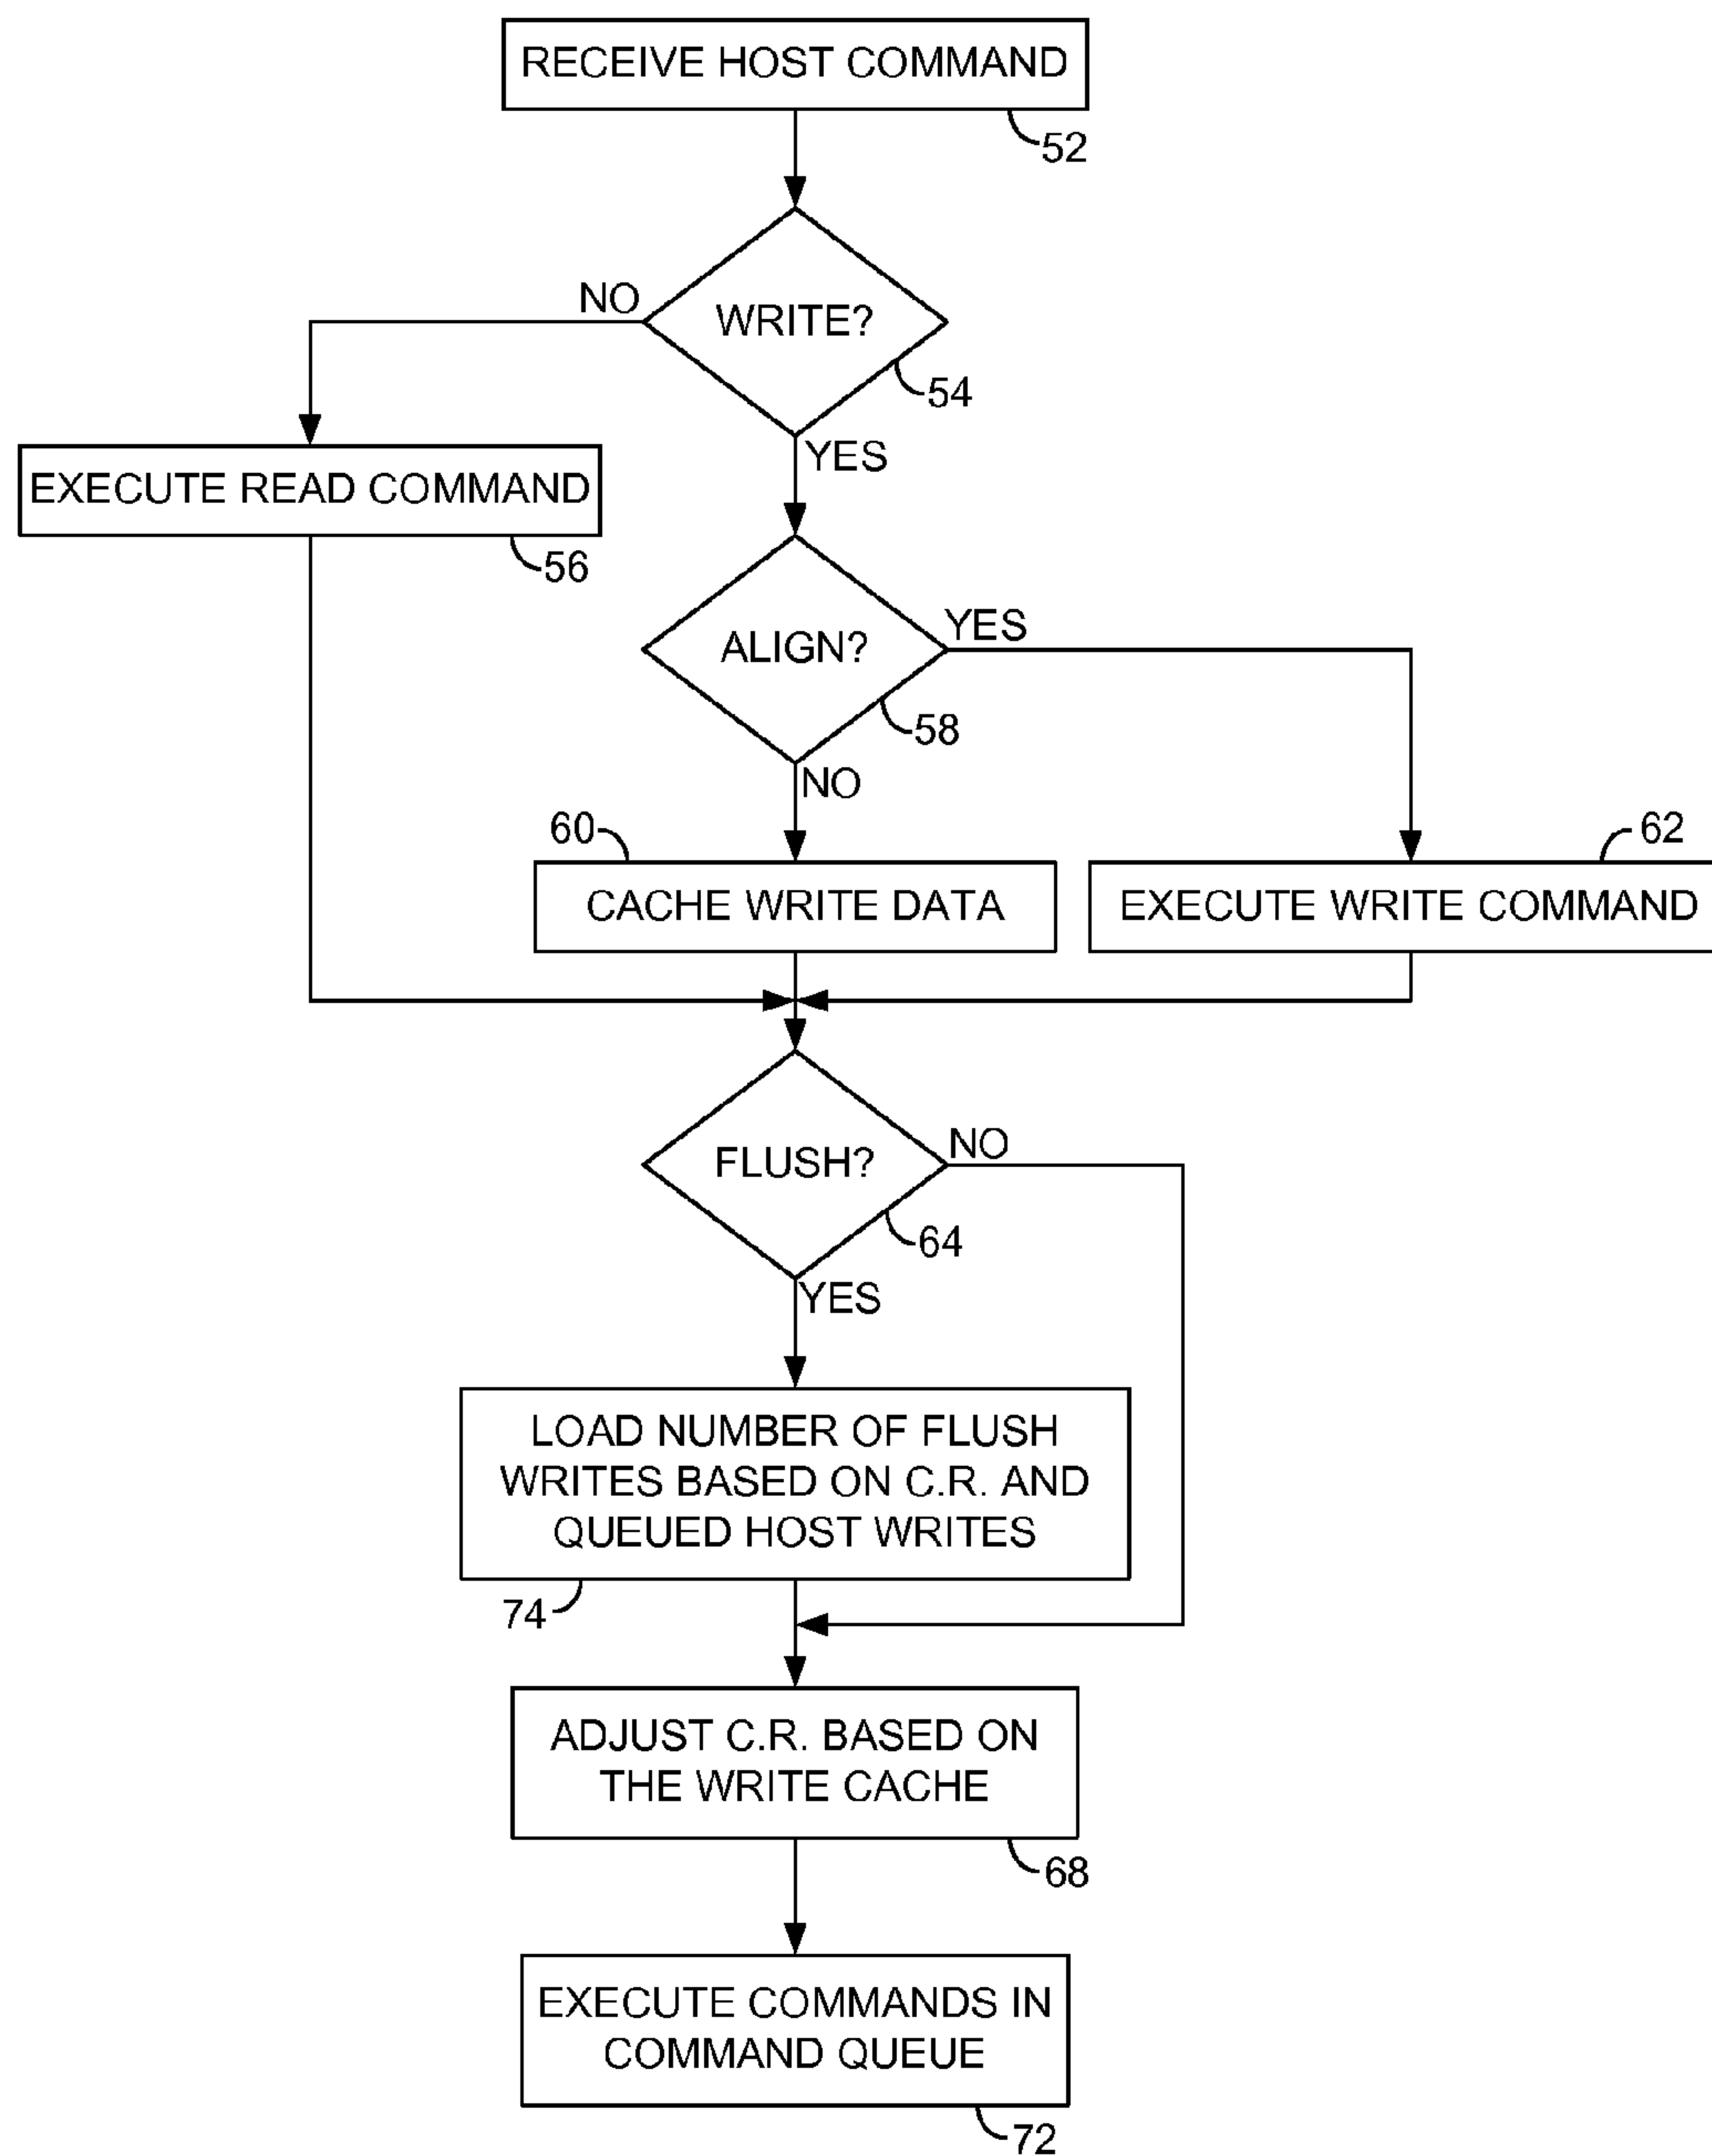 RECEIVE HOST COMMAND
52
NO
WRITE?
54
YES
EXECUTE READ COMMAND
56
YES
ALIGN?
58
NO
60
62
CACHE WRITE DATA
EXECUTE WRITE COMMAND
NO
FLUSH?
64
YES
LOAD NUMBER OF FLUSH
WRITES BASED ON C.R. AND
QUEUED HOST WRITES
74
ADJUST C.R. BASED ON
THE WRITE CACHE
68
EXECUTE COMMANDS IN
COMMAND QUEUE
72